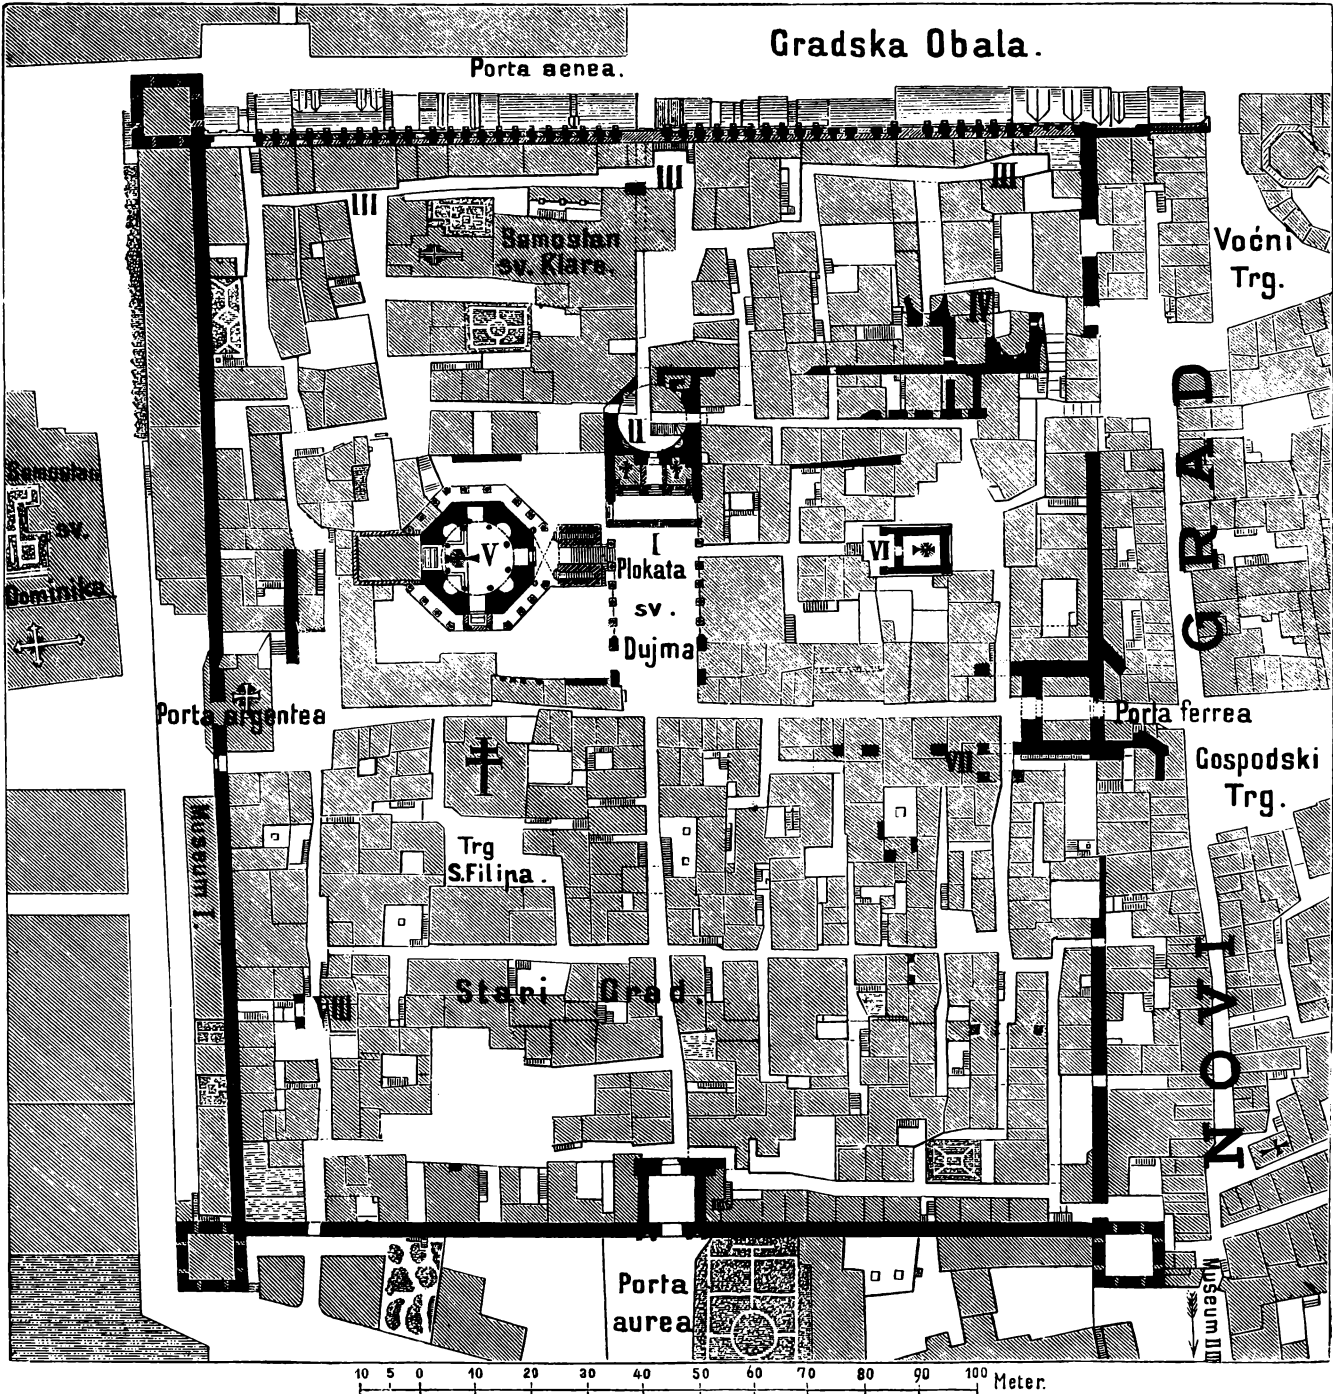 Gradska Obala.
Porta aenea.
III
III
III
Samostan
sv. Klare.
Voćni
Trg.
IV
II
Samostan
sv.
Dominika.
V
I
Plokata
sv.
Dujma
VI
NOVI GRAD
Porta argentea
Porta ferrea
Gospodski
Trg.
VII
Museum I.
Trg
S.Filipa.
Stari Grad.
VIII
Porta
aurea
Museum II
10 5 0 10 20 30 40 50 60 70 80 90 100 Meter.